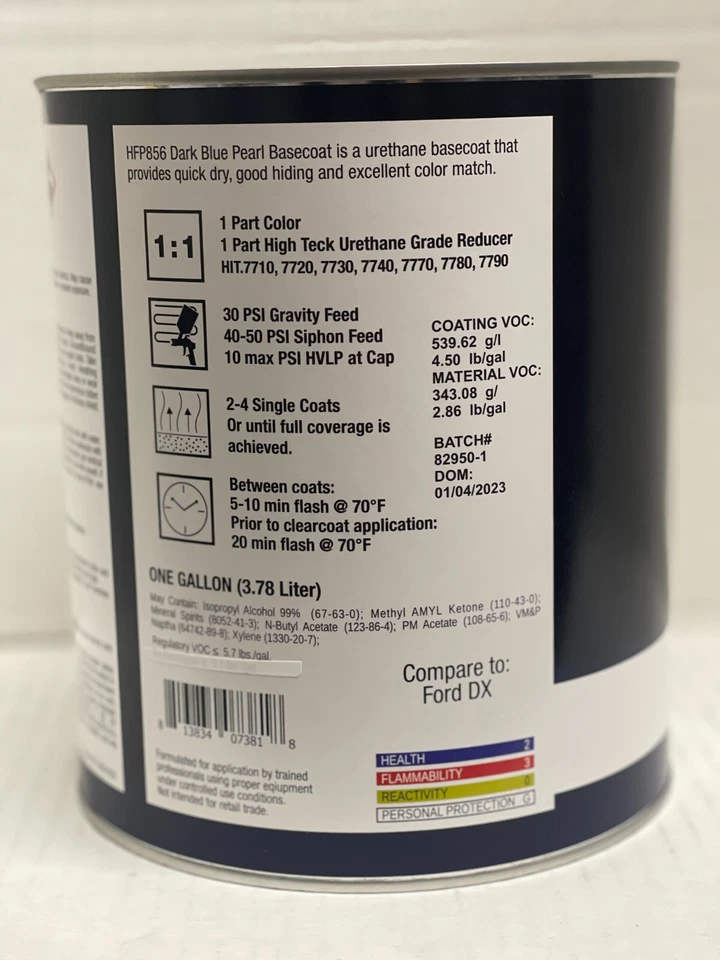 HFP856 Dark Blue Pearl Basecoat is a urethane basecoat that
provides quick dry, good hiding and excellent color match.
1:1
1 Part Color
1 Part High Teck Urethane Grade Reducer
HIT.7710, 7720, 7730, 7740, 7770, 7780, 7790
30 PSI Gravity Feed
40-50 PSI Siphon Feed
10 max PSI HVLP at Cap
2-4 Single Coats
Or until full coverage is
achieved.
Between coats:
5-10 min flash @ 70°F
Prior to clearcoat application:
20 min flash @ 70°F
COATING VOC:
539.62 g/l
4.50 lb/gal
MATERIAL VOC:
343.08 g/
2.86 lb/gal
BATCH#
82950-1
DOM:
01/04/2023
ONE GALLON (3.78 Liter)
May Contain: Isopropyl Alcohol 99% (67-63-0); Methyl AMYL Ketone (110-43-0);
Mineral Spirits (8052-41-3); N-Butyl Acetate (123-86-4); PM Acetate (108-65-6); VM&P
Naptha (64742-89-8); Xylene (1330-20-7);
Regulatory VOC ≤ 5.7 lbs./gal.
8 13834 07381 8
Compare to:
Ford DX
Formulated for application by trained
professionals using proper eqiupment
under controlled use conditions.
Not intended for retail trade.
HEALTH 2
FLAMMABILITY 3
REACTIVITY 0
PERSONAL PROTECTION G